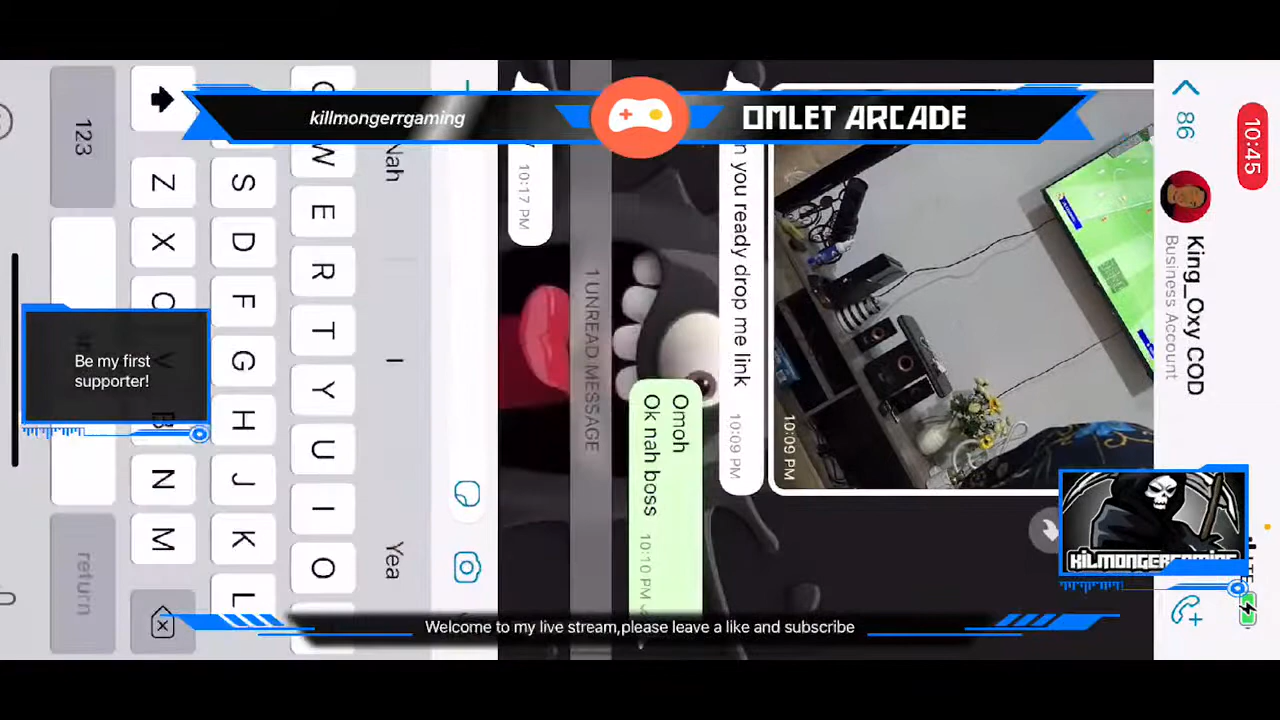 killmongerrgaming
OMLET ARCADE
10:45
86
King_Oxy COD
Business Account
10:09 PM
n you ready drop me link
10:09 PM
Omoh
Ok nah boss
10:10 PM
1 UNREAD MESSAGE
10:17 PM
Nah
I
Yea
W E R T Y U I O
S D F G H J K L
Z X C V B N M
123
return
Be my first
supporter!
KILMONGERGAMING
Welcome to my live stream,please leave a like and subscribe